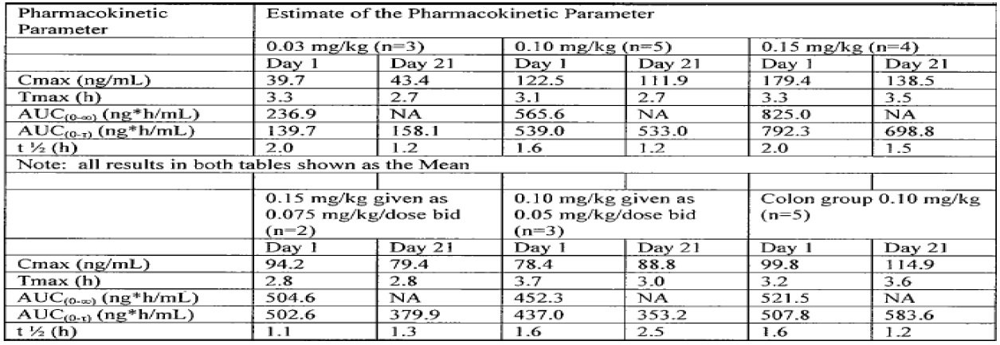 Pharmacokinetic Parameter Estimate of the Pharmacokinetic Parameter
0.03 mg/kg (n=3) 0.10 mg/kg (n=5) 0.15 mg/kg (n=4)
Day 1 Day 21 Day 1 Day 21 Day 1 Day 21
Cmax (ng/mL) 39.7 43.4 122.5 111.9 179.4 138.5
Tmax (h) 3.3 2.7 3.1 2.7 3.3 3.5
AUC(0-∞) (ng*h/mL) 236.9 NA 565.6 NA 825.0 NA
AUC(0-τ) (ng*h/mL) 139.7 158.1 539.0 533.0 792.3 698.8
t ½ (h) 2.0 1.2 1.6 1.2 2.0 1.5
Note: all results in both tables shown as the Mean
0.15 mg/kg given as 0.075 mg/kg/dose bid (n=2) 0.10 mg/kg given as 0.05 mg/kg/dose bid (n=3) Colon group 0.10 mg/kg (n=5)
Day 1 Day 21 Day 1 Day 21 Day 1 Day 21
Cmax (ng/mL) 94.2 79.4 78.4 88.8 99.8 114.9
Tmax (h) 2.8 2.8 3.7 3.0 3.2 3.6
AUC(0-∞) (ng*h/mL) 504.6 NA 452.3 NA 521.5 NA
AUC(0-τ) (ng*h/mL) 502.6 379.9 437.0 353.2 507.8 583.6
t ½ (h) 1.1 1.3 1.6 2.5 1.6 1.2